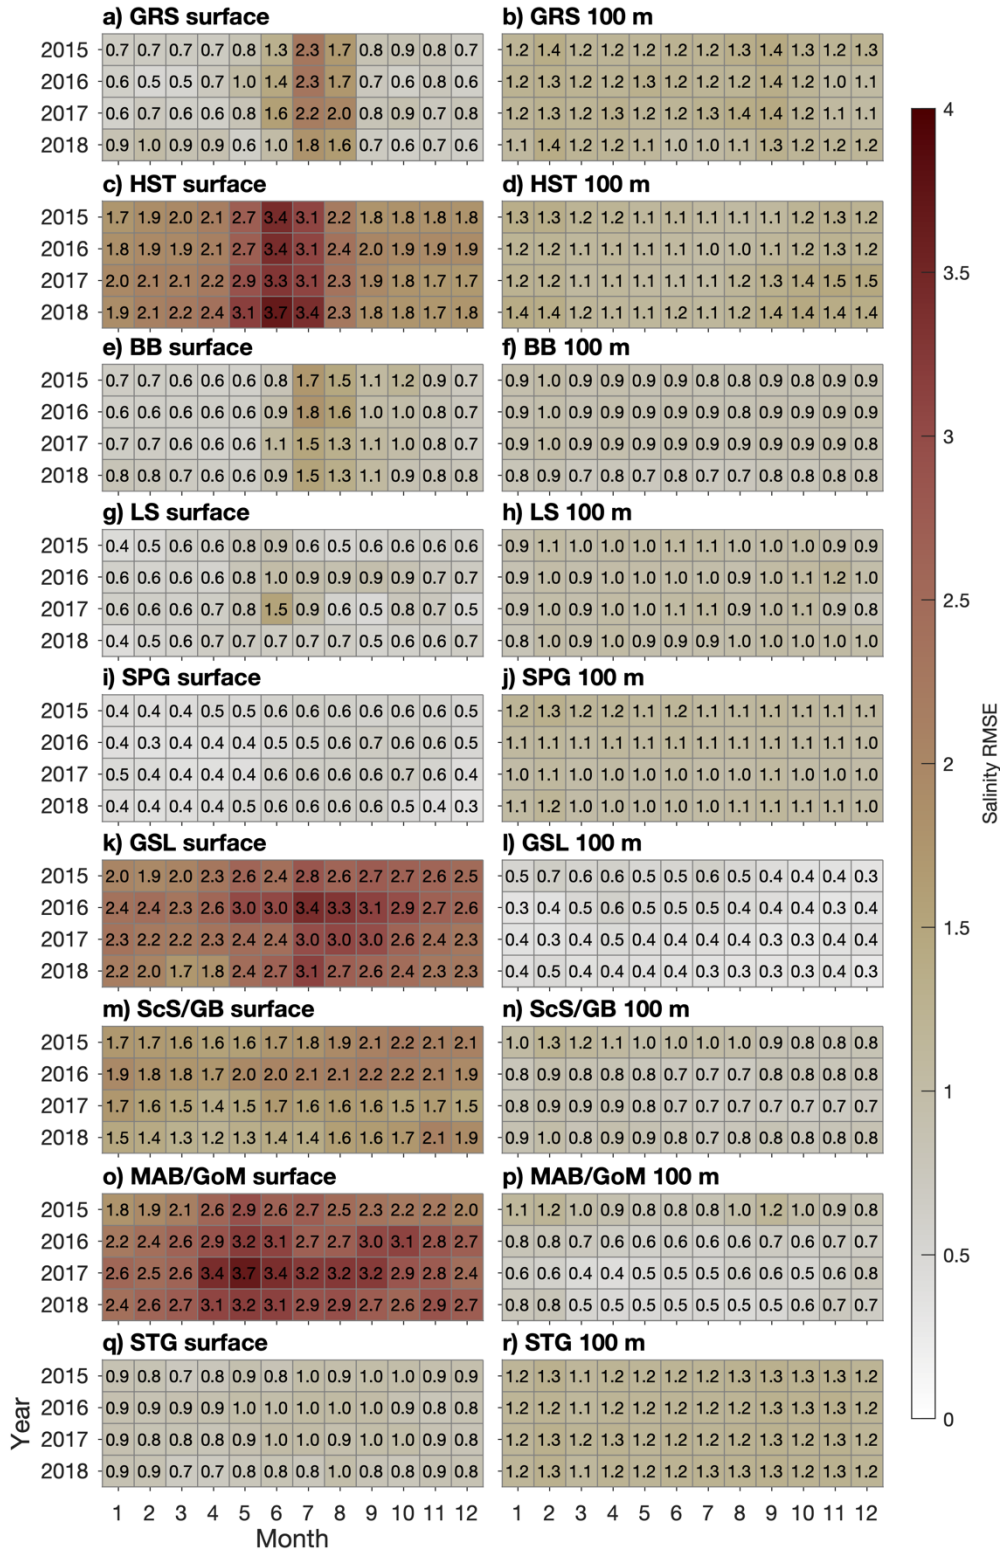 a) GRS surface
2015 0.7 0.7 0.7 0.7 0.8 1.3 2.3 1.7 0.8 0.9 0.8 0.7
2016 0.6 0.5 0.5 0.7 1.0 1.4 2.3 1.7 0.7 0.6 0.8 0.6
2017 0.6 0.7 0.6 0.6 0.8 1.6 2.2 2.0 0.8 0.9 0.7 0.8
2018 0.9 1.0 0.9 0.9 0.6 1.0 1.8 1.6 0.7 0.6 0.7 0.6
b) GRS 100 m
1.2 1.4 1.2 1.2 1.2 1.2 1.2 1.3 1.4 1.3 1.2 1.3
1.2 1.3 1.2 1.2 1.3 1.2 1.2 1.2 1.4 1.2 1.0 1.1
1.2 1.3 1.2 1.3 1.2 1.2 1.3 1.4 1.4 1.2 1.1 1.1
1.1 1.4 1.2 1.2 1.1 1.0 1.0 1.1 1.3 1.2 1.2 1.2
c) HST surface
2015 1.7 1.9 2.0 2.1 2.7 3.4 3.1 2.2 1.8 1.8 1.8 1.8
2016 1.8 1.9 1.9 2.1 2.7 3.4 3.1 2.4 2.0 1.9 1.9 1.9
2017 2.0 2.1 2.1 2.2 2.9 3.3 3.1 2.3 1.9 1.8 1.7 1.7
2018 1.9 2.1 2.2 2.4 3.1 3.7 3.4 2.3 1.8 1.8 1.7 1.8
d) HST 100 m
1.3 1.3 1.2 1.2 1.1 1.1 1.1 1.1 1.1 1.2 1.3 1.2
1.2 1.2 1.1 1.1 1.1 1.1 1.0 1.0 1.1 1.2 1.3 1.2
1.2 1.2 1.1 1.1 1.1 1.1 1.1 1.2 1.3 1.4 1.5 1.5
1.4 1.4 1.2 1.1 1.1 1.2 1.1 1.2 1.3 1.4 1.4 1.4
e) BB surface
2015 0.7 0.7 0.6 0.6 0.6 0.8 1.7 1.5 1.1 1.2 0.9 0.7
2016 0.6 0.6 0.6 0.6 0.6 0.9 1.8 1.6 1.0 1.0 0.8 0.7
2017 0.7 0.7 0.6 0.6 0.6 1.1 1.5 1.3 1.1 1.0 0.8 0.7
2018 0.8 0.8 0.7 0.6 0.6 0.9 1.5 1.3 1.1 0.9 0.8 0.8
f) BB 100 m
0.9 1.0 0.9 0.9 0.9 0.9 0.8 0.8 0.9 0.8 0.9 0.9
0.9 1.0 0.9 0.9 0.9 0.9 0.9 0.8 0.9 0.9 0.9 0.9
0.9 1.0 0.9 0.9 0.9 0.9 0.9 0.9 0.9 0.9 0.9 0.8
0.8 0.9 0.7 0.8 0.7 0.8 0.7 0.7 0.8 0.8 0.8 0.8
g) LS surface
2015 0.4 0.5 0.6 0.6 0.8 0.9 0.6 0.5 0.6 0.6 0.6 0.6
2016 0.6 0.6 0.6 0.6 0.8 1.0 0.9 0.9 0.9 0.9 0.7 0.7
2017 0.6 0.6 0.6 0.7 0.8 1.5 0.9 0.6 0.5 0.8 0.7 0.5
2018 0.4 0.5 0.6 0.7 0.7 0.7 0.7 0.7 0.5 0.6 0.6 0.7
h) LS 100 m
0.9 1.1 1.0 1.0 1.0 1.1 1.1 1.0 1.0 1.0 0.9 0.9
0.9 1.0 0.9 1.0 1.0 1.0 1.0 0.9 1.0 1.1 1.2 1.0
0.9 1.0 0.9 1.0 1.0 1.1 1.1 0.9 1.0 1.1 0.9 0.8
0.8 1.0 0.9 1.0 0.9 0.9 0.9 1.0 1.0 1.0 1.0 1.0
i) SPG surface
2015 0.4 0.4 0.4 0.5 0.5 0.6 0.6 0.6 0.6 0.6 0.6 0.5
2016 0.4 0.3 0.4 0.4 0.4 0.5 0.5 0.6 0.7 0.6 0.6 0.5
2017 0.5 0.4 0.4 0.4 0.4 0.6 0.6 0.6 0.6 0.7 0.6 0.4
2018 0.4 0.4 0.4 0.4 0.5 0.6 0.6 0.6 0.6 0.5 0.4 0.3
j) SPG 100 m
1.2 1.3 1.2 1.2 1.1 1.2 1.1 1.1 1.1 1.1 1.1 1.1
1.1 1.1 1.1 1.1 1.1 1.1 1.1 1.1 1.1 1.1 1.1 1.0
1.0 1.1 1.0 1.0 1.0 1.0 1.0 1.0 1.1 1.0 1.0 1.0
1.1 1.2 1.0 1.0 1.0 1.0 1.0 1.1 1.1 1.1 1.1 1.0
k) GSL surface
2015 2.0 1.9 2.0 2.3 2.6 2.4 2.8 2.6 2.7 2.7 2.6 2.5
2016 2.4 2.4 2.3 2.6 3.0 3.0 3.4 3.3 3.1 2.9 2.7 2.6
2017 2.3 2.2 2.2 2.3 2.4 2.4 3.0 3.0 3.0 2.6 2.4 2.3
2018 2.2 2.0 1.7 1.8 2.4 2.7 3.1 2.7 2.6 2.4 2.3 2.3
l) GSL 100 m
0.5 0.7 0.6 0.6 0.5 0.5 0.6 0.5 0.4 0.4 0.4 0.3
0.3 0.4 0.5 0.6 0.5 0.5 0.5 0.4 0.4 0.4 0.3 0.4
0.4 0.3 0.4 0.5 0.4 0.4 0.4 0.4 0.3 0.3 0.4 0.4
0.4 0.5 0.4 0.4 0.4 0.4 0.3 0.3 0.3 0.3 0.4 0.3
m) ScS/GB surface
2015 1.7 1.7 1.6 1.6 1.6 1.7 1.8 1.9 2.1 2.2 2.1 2.1
2016 1.9 1.8 1.8 1.7 2.0 2.0 2.1 2.1 2.2 2.2 2.1 1.9
2017 1.7 1.6 1.5 1.4 1.5 1.7 1.6 1.6 1.6 1.5 1.7 1.5
2018 1.5 1.4 1.3 1.2 1.3 1.4 1.4 1.6 1.6 1.7 2.1 1.9
n) ScS/GB 100 m
1.0 1.3 1.2 1.1 1.0 1.0 1.0 1.0 0.9 0.8 0.8 0.8
0.8 0.9 0.8 0.8 0.8 0.7 0.7 0.7 0.8 0.8 0.8 0.8
0.8 0.9 0.9 0.9 0.8 0.7 0.7 0.7 0.7 0.7 0.7 0.7
0.9 1.0 0.8 0.9 0.9 0.8 0.7 0.8 0.8 0.8 0.8 0.8
o) MAB/GoM surface
2015 1.8 1.9 2.1 2.6 2.9 2.6 2.7 2.5 2.3 2.2 2.2 2.0
2016 2.2 2.4 2.6 2.9 3.2 3.1 2.7 2.7 3.0 3.1 2.8 2.7
2017 2.6 2.5 2.6 3.4 3.7 3.4 3.2 3.2 3.2 2.9 2.8 2.4
2018 2.4 2.6 2.7 3.1 3.2 3.1 2.9 2.9 2.7 2.6 2.9 2.7
p) MAB/GoM 100 m
1.1 1.2 1.0 0.9 0.8 0.8 0.8 1.0 1.2 1.0 0.9 0.8
0.8 0.8 0.7 0.6 0.6 0.6 0.6 0.6 0.7 0.6 0.7 0.7
0.6 0.6 0.4 0.4 0.5 0.5 0.5 0.6 0.6 0.5 0.6 0.8
0.8 0.8 0.5 0.5 0.5 0.5 0.5 0.5 0.5 0.6 0.7 0.7
q) STG surface
2015 0.9 0.8 0.7 0.8 0.9 0.8 1.0 0.9 1.0 1.0 0.9 0.9
2016 0.9 0.9 0.9 0.9 1.0 1.0 1.0 1.0 1.0 0.9 0.8 0.8
2017 0.9 0.8 0.8 0.8 0.9 1.0 1.0 0.9 1.0 1.0 0.9 0.8
2018 0.9 0.9 0.7 0.7 0.8 0.8 0.8 1.0 0.8 0.8 0.9 0.8
r) STG 100 m
1.2 1.3 1.1 1.2 1.2 1.2 1.2 1.3 1.3 1.3 1.3 1.2
1.2 1.2 1.1 1.2 1.2 1.2 1.2 1.2 1.3 1.3 1.3 1.2
1.2 1.3 1.2 1.3 1.2 1.2 1.2 1.3 1.2 1.3 1.2 1.2
1.2 1.3 1.1 1.2 1.2 1.2 1.3 1.3 1.3 1.2 1.3 1.2
1 2 3 4 5 6 7 8 9 10 11 12
1 2 3 4 5 6 7 8 9 10 11 12
Month
Year
4
3.5
3
2.5
2
1.5
1
0.5
0
Salinity RMSE